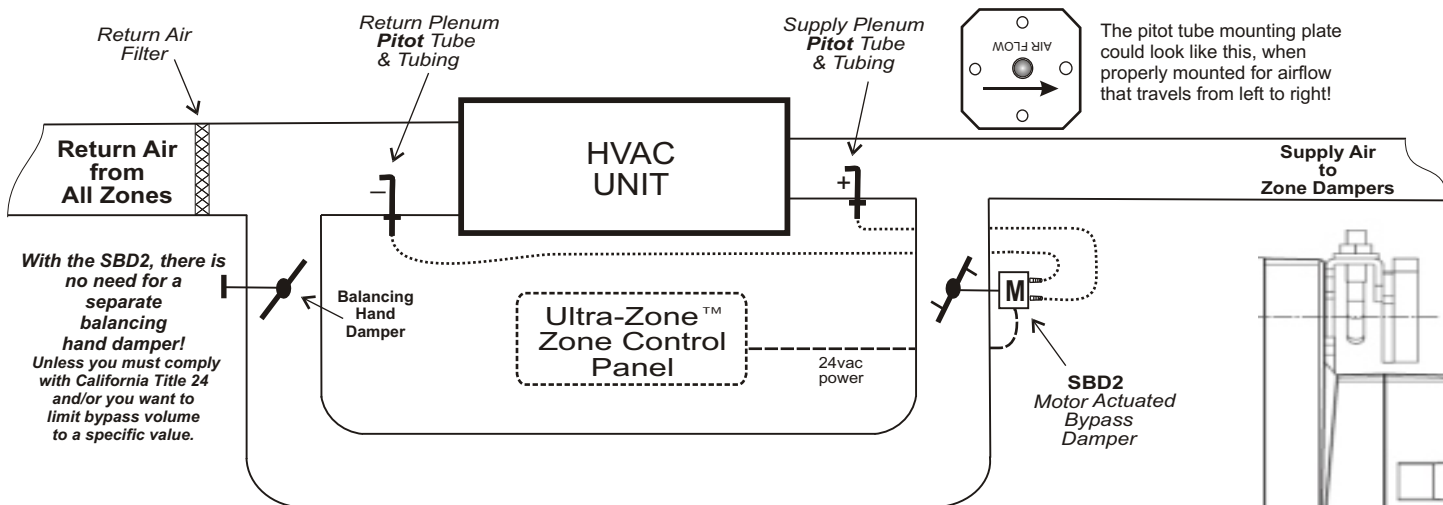 Return Air
Filter
Return Plenum
Pitot Tube
& Tubing
Supply Plenum
Pitot Tube
& Tubing
AIR FLOW
The pitot tube mounting plate
could look like this, when
properly mounted for airflow
that travels from left to right!
Return Air
from
All Zones
–
HVAC
UNIT
+
Supply Air
to
Zone Dampers
With the SBD2, there is
no need for a
separate
balancing
hand damper!
Unless you must comply
with California Title 24
and/or you want to
limit bypass volume
to a specific value.
Balancing
Hand
Damper
Ultra-Zone™
Zone Control
Panel
24vac
power
M
SBD2
Motor Actuated
Bypass
Damper